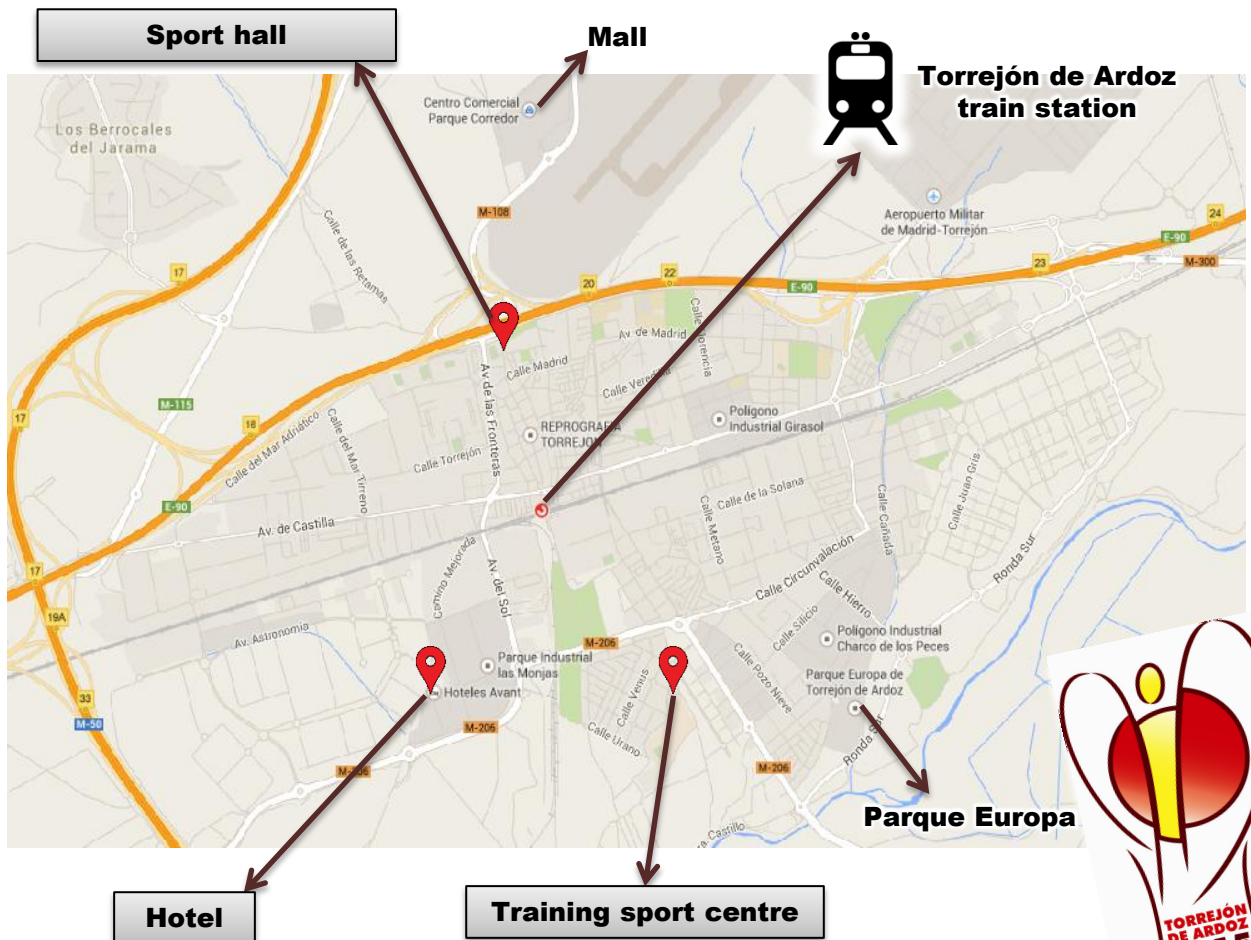 Sport hall
Mall
Torrejón de Ardoz
train station
Centro Comercial
Parque Corredor
Los Berrocales
del Jarama
Aeropuerto Militar
de Madrid-Torrejón
M-108
24
E-90
M-300
23
22
20
E-90
17
Calle de las Retamas
Calle Florencia
Av. de Madrid
Calle Madrid
Calle Veredilla
Av de las Fronteras
M-115
17
18
Calle del Mar Adriático
Calle del Mar Tirreno
REPROGRAFIA
TORREJON
Polígono
Industrial Girasol
Calle Torrejón
Calle Juan Gris
Calle de la Solana
Calle Metano
Calle Cañada
E-90
Av. de Castilla
Camino Mejorada
Av. del Sol
Calle Circunvalación
Ronda Sur
17
19A
Av. Astronomía
Calle Hierro
Calle Silicio
M-206
Polígono Industrial
Charco de los Peces
Parque Industrial
las Monjas
Hoteles Avant
Calle Venus
Calle Pozo Nieve
Parque Europa de
Torrejón de Ardoz
33
M-50
M-206
Calle Urano
Ronda Sur
M-206
Castillo
Parque Europa
Hotel
Training sport centre
TORREJÓN
DE ARDOZ